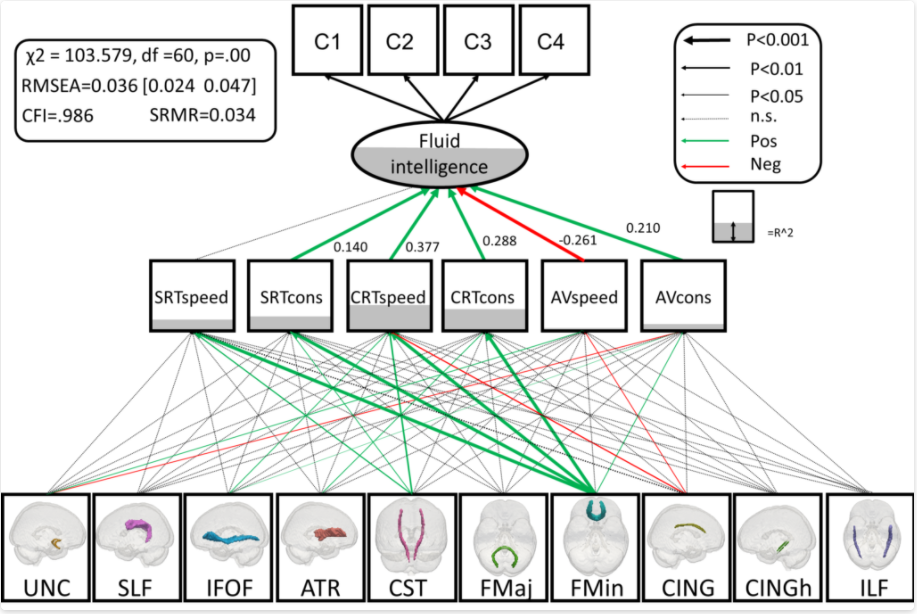 C1 C2 C3 C4
χ2 = 103.579, df =60, p=.00
RMSEA=0.036 [0.024 0.047]
CFI=.986 SRMR=0.034
P<0.001
P<0.01
P<0.05
n.s.
Pos
Neg
=R^2
Fluid
intelligence
0.140 0.377 0.288 -0.261 0.210
SRTspeed SRTcons CRTspeed CRTcons AVspeed AVcons
UNC SLF IFOF ATR CST FMaj FMin CING CINGh ILF